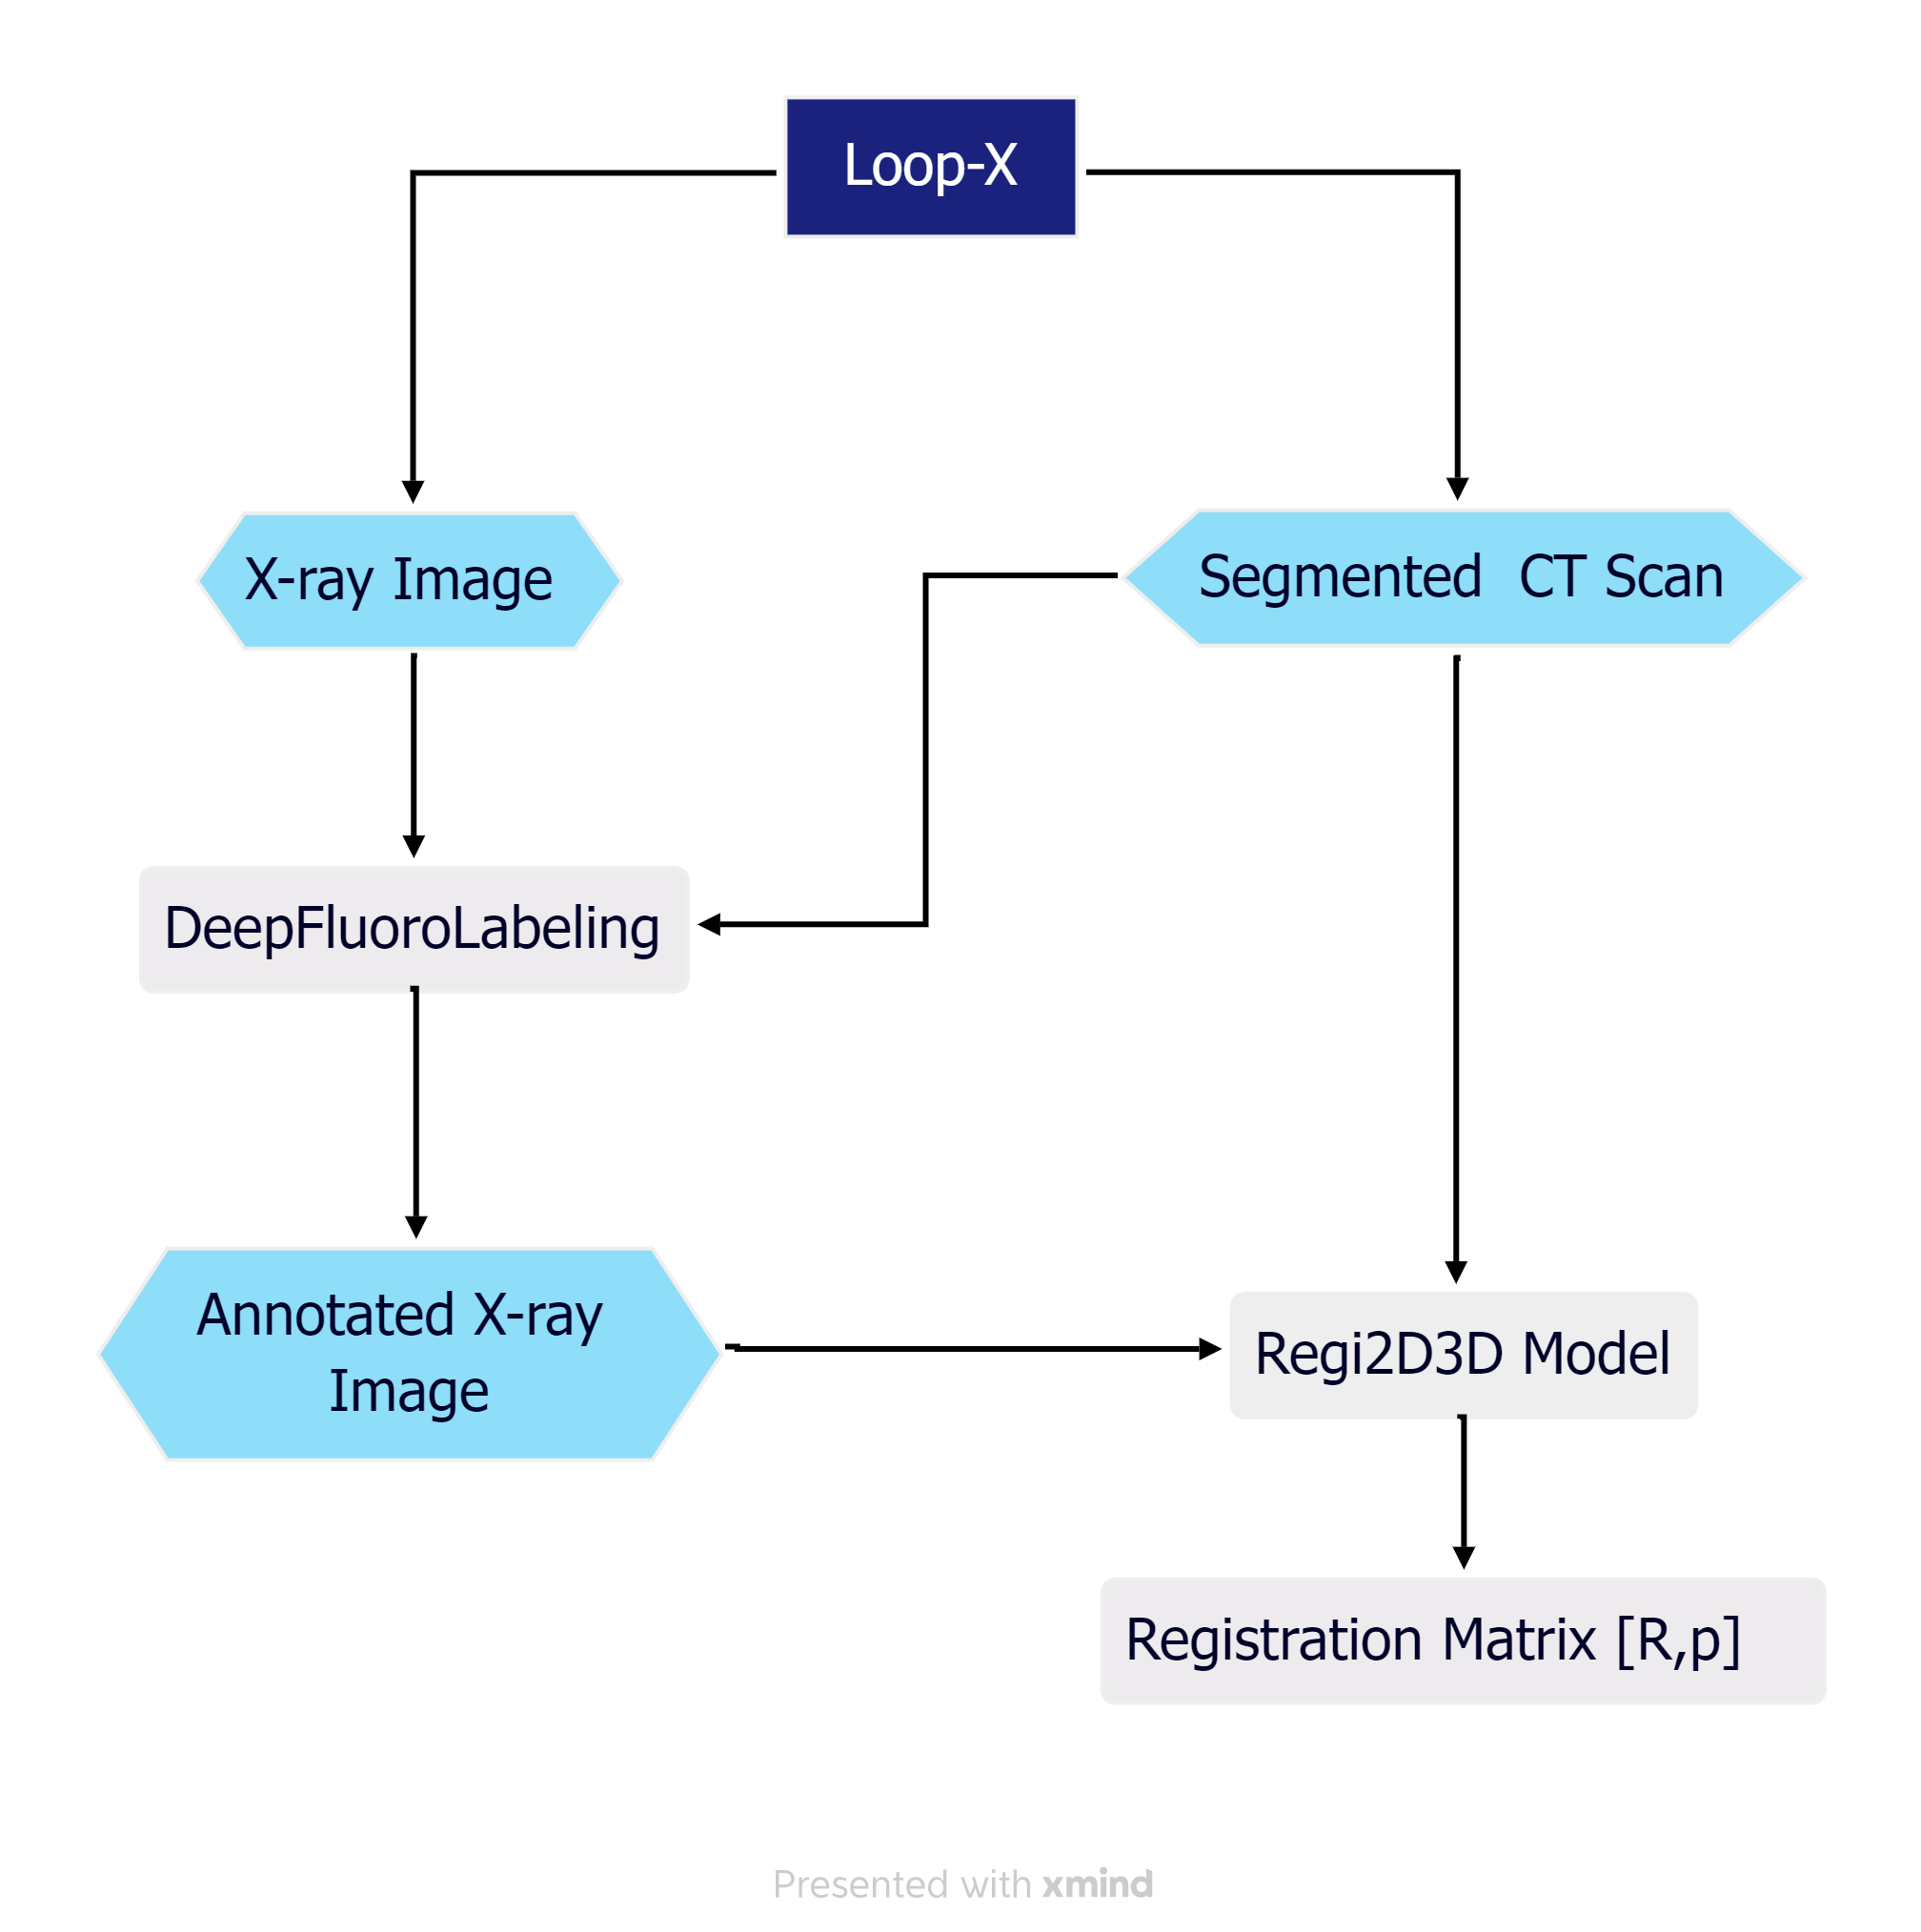 Loop-X
X-ray Image
Segmented  CT Scan
DeepFluoroLabeling
Annotated X-ray
Image
Regi2D3D Model
Registration Matrix [R,p]
Presented with xmind